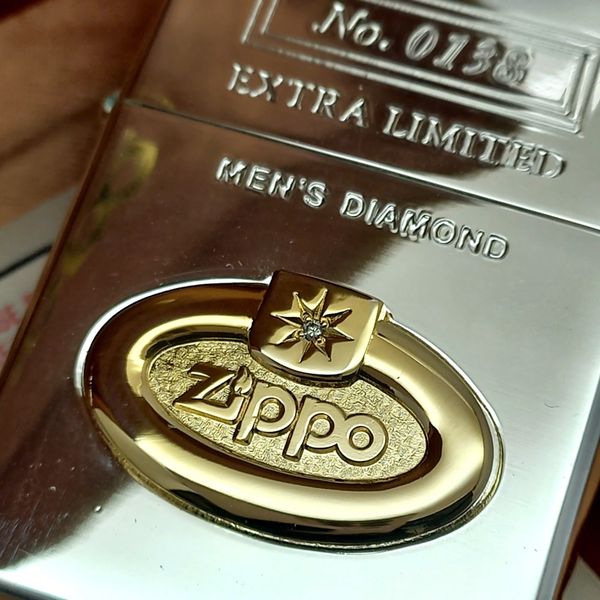 No. 0138
EXTRA LIMITED
MEN'S DIAMOND
Zippo